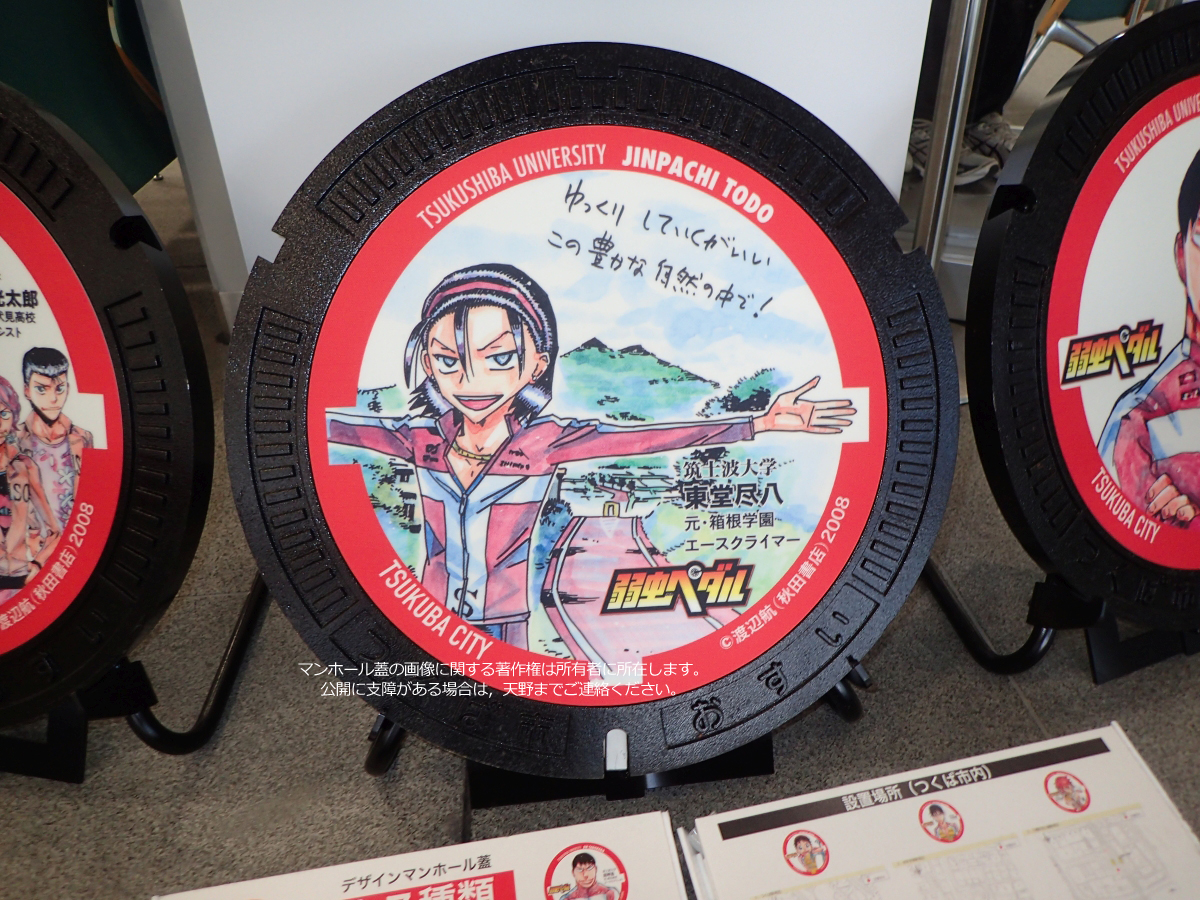 TSUKUSHIBA UNIVERSITY JINPACHI TODO
ゆっくり していくがいい
この豊かな自然の中で!
筑士波大学
東堂尽八
元・箱根学園
エースクライマー
弱虫ペダル
TSUKUBA CITY
©渡辺航(秋田書店)2008
おすい
マンホール蓋の画像に関する著作権は所有者に所在します。
公開に支障がある場合は,天野までご連絡ください。
太郎
渡辺航(秋田書店)2008
TSUKUSHIBA UNIV
弱虫ペダル
TSUKUBA CITY
デザインマンホール蓋
設置場所(つくば市内)